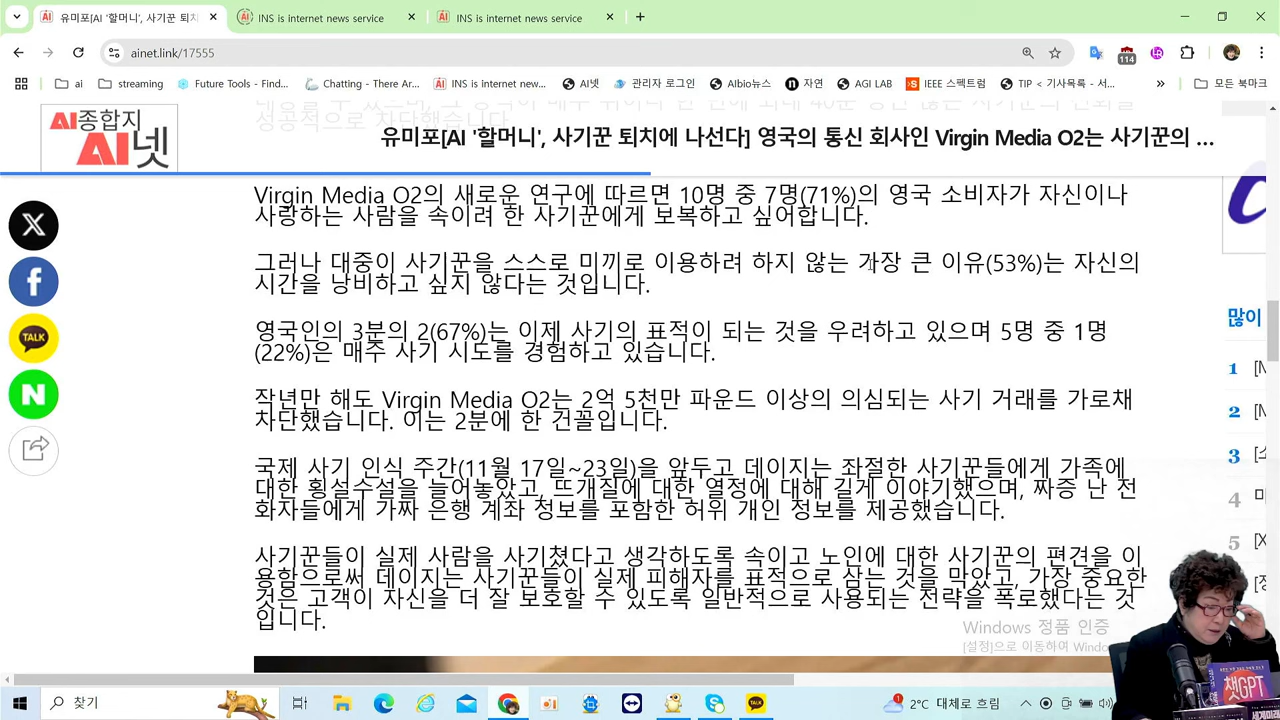 유미포[AI '할머니', 사기꾼 퇴치에
INS is internet news service
INS is internet news service
ainet.link/17555
114
ai
streaming
Future Tools - Find...
Chatting - There Ar...
INS is internet new...
AI넷
관리자 로그인
AIbio뉴스
자연
AGI LAB
IEEE 스펙트럼
TIP < 기사목록 - 서...
모든 북마크
성공적으로 차단했습니다.
AI종합지
AI넷
유미포[AI '할머니', 사기꾼 퇴치에 나선다] 영국의 통신 회사인 Virgin Media O2는 사기꾼의 ...
Virgin Media O2의 새로운 연구에 따르면 10명 중 7명(71%)의 영국 소비자가 자신이나
사랑하는 사람을 속이려 한 사기꾼에게 보복하고 싶어합니다.
그러나 대중이 사기꾼을 스스로 미끼로 이용하려 하지 않는 가장 큰 이유(53%)는 자신의
시간을 낭비하고 싶지 않다는 것입니다.
영국인의 3분의 2(67%)는 이제 사기의 표적이 되는 것을 우려하고 있으며 5명 중 1명
(22%)은 매주 사기 시도를 경험하고 있습니다.
작년만 해도 Virgin Media O2는 2억 5천만 파운드 이상의 의심되는 사기 거래를 가로채
차단했습니다. 이는 2분에 한 건꼴입니다.
국제 사기 인식 주간(11월 17일~23일)을 앞두고 데이지는 좌절한 사기꾼들에게 가족에
대한 횡설수설을 늘어놓았고, 뜨개질에 대한 열정에 대해 길게 이야기했으며, 짜증 난 전
화자들에게 가짜 은행 계좌 정보를 포함한 허위 개인 정보를 제공했습니다.
사기꾼들이 실제 사람을 사기쳤다고 생각하도록 속이고 노인에 대한 사기꾼의 편견을 이
용함으로써 데이지는 사기꾼들이 실제 피해자를 표적으로 삼는 것을 막았고, 가장 중요한
것은 고객이 자신을 더 잘 보호할 수 있도록 일반적으로 사용되는 전략을 폭로했다는 것
입니다.
TALK
N
많이
1
2
3
4
5
Windows 정품 인증
[설정]으로 이동하여 Windo
챗GPT
찾기
TALK
1
2°C 대체로 흐림